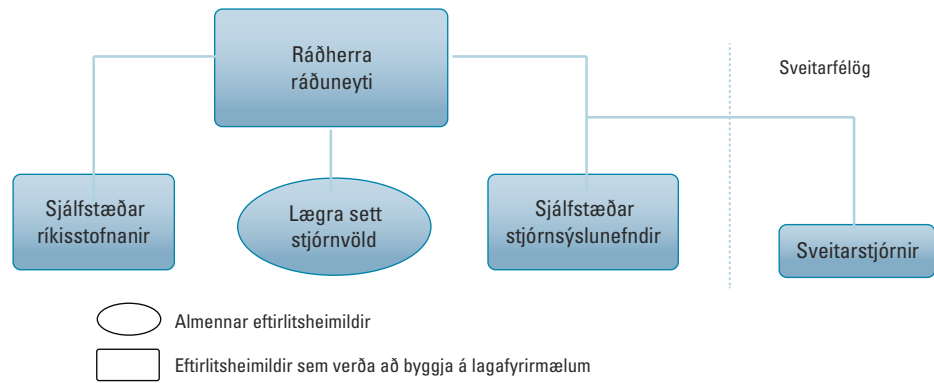 Ráðherra
ráðuneyti
Sveitarfélög
Sjálfstæðar
ríkisstofnanir
Lægra sett
stjórnvöld
Sjálfstæðar
stjórnsýslunefndir
Sveitarstjórnir
Almennar eftirlitsheimildir
Eftirlitsheimildir sem verða að byggja á lagafyrirmælum